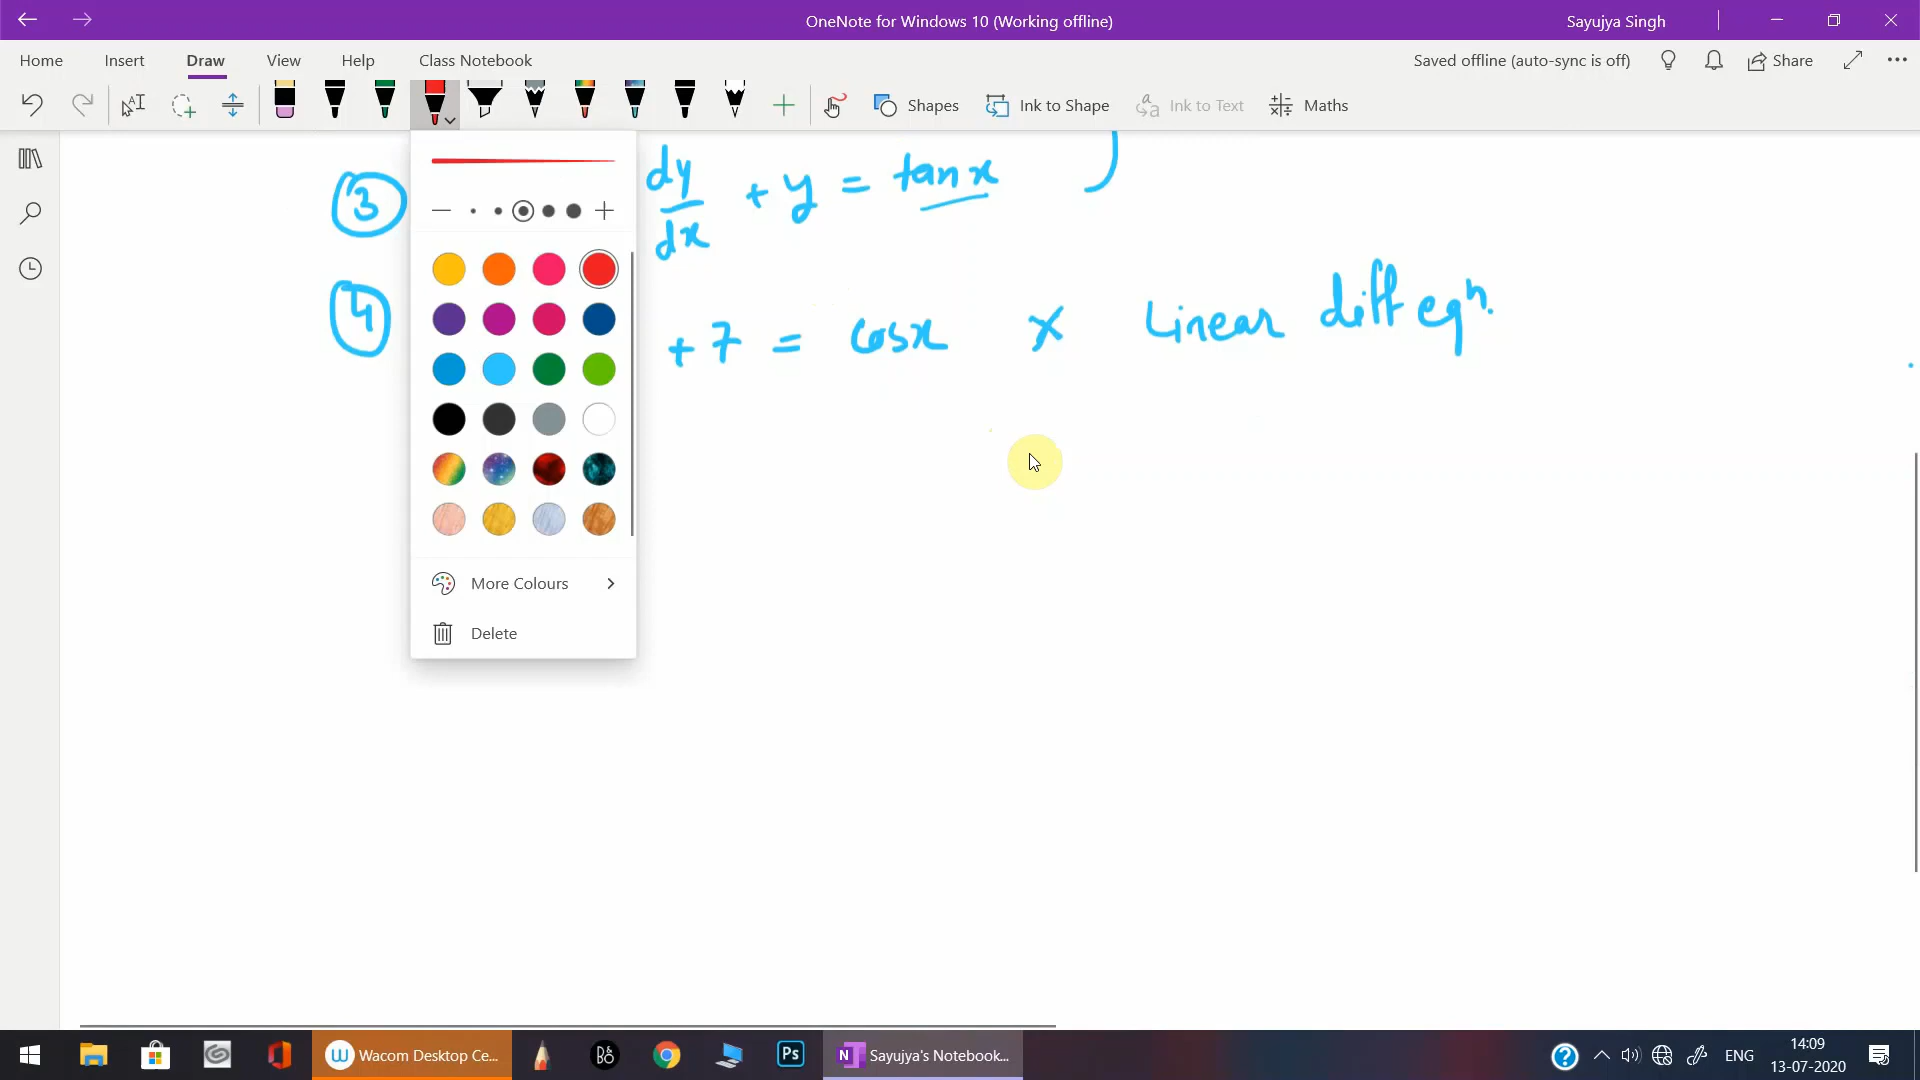 OneNote for Windows 10 (Working offline) Sayujya Singh
Home Insert Draw View Help Class Notebook Saved offline (auto-sync is off) Share
Shapes Ink to Shape Ink to Text Maths
3 dy/dx + y = tan x
4 + 7 = cosx × Linear diff eqⁿ.
More Colours
Delete
Wacom Desktop Ce... Ps Sayujya's Notebook... ENG 14:09
13-07-2020